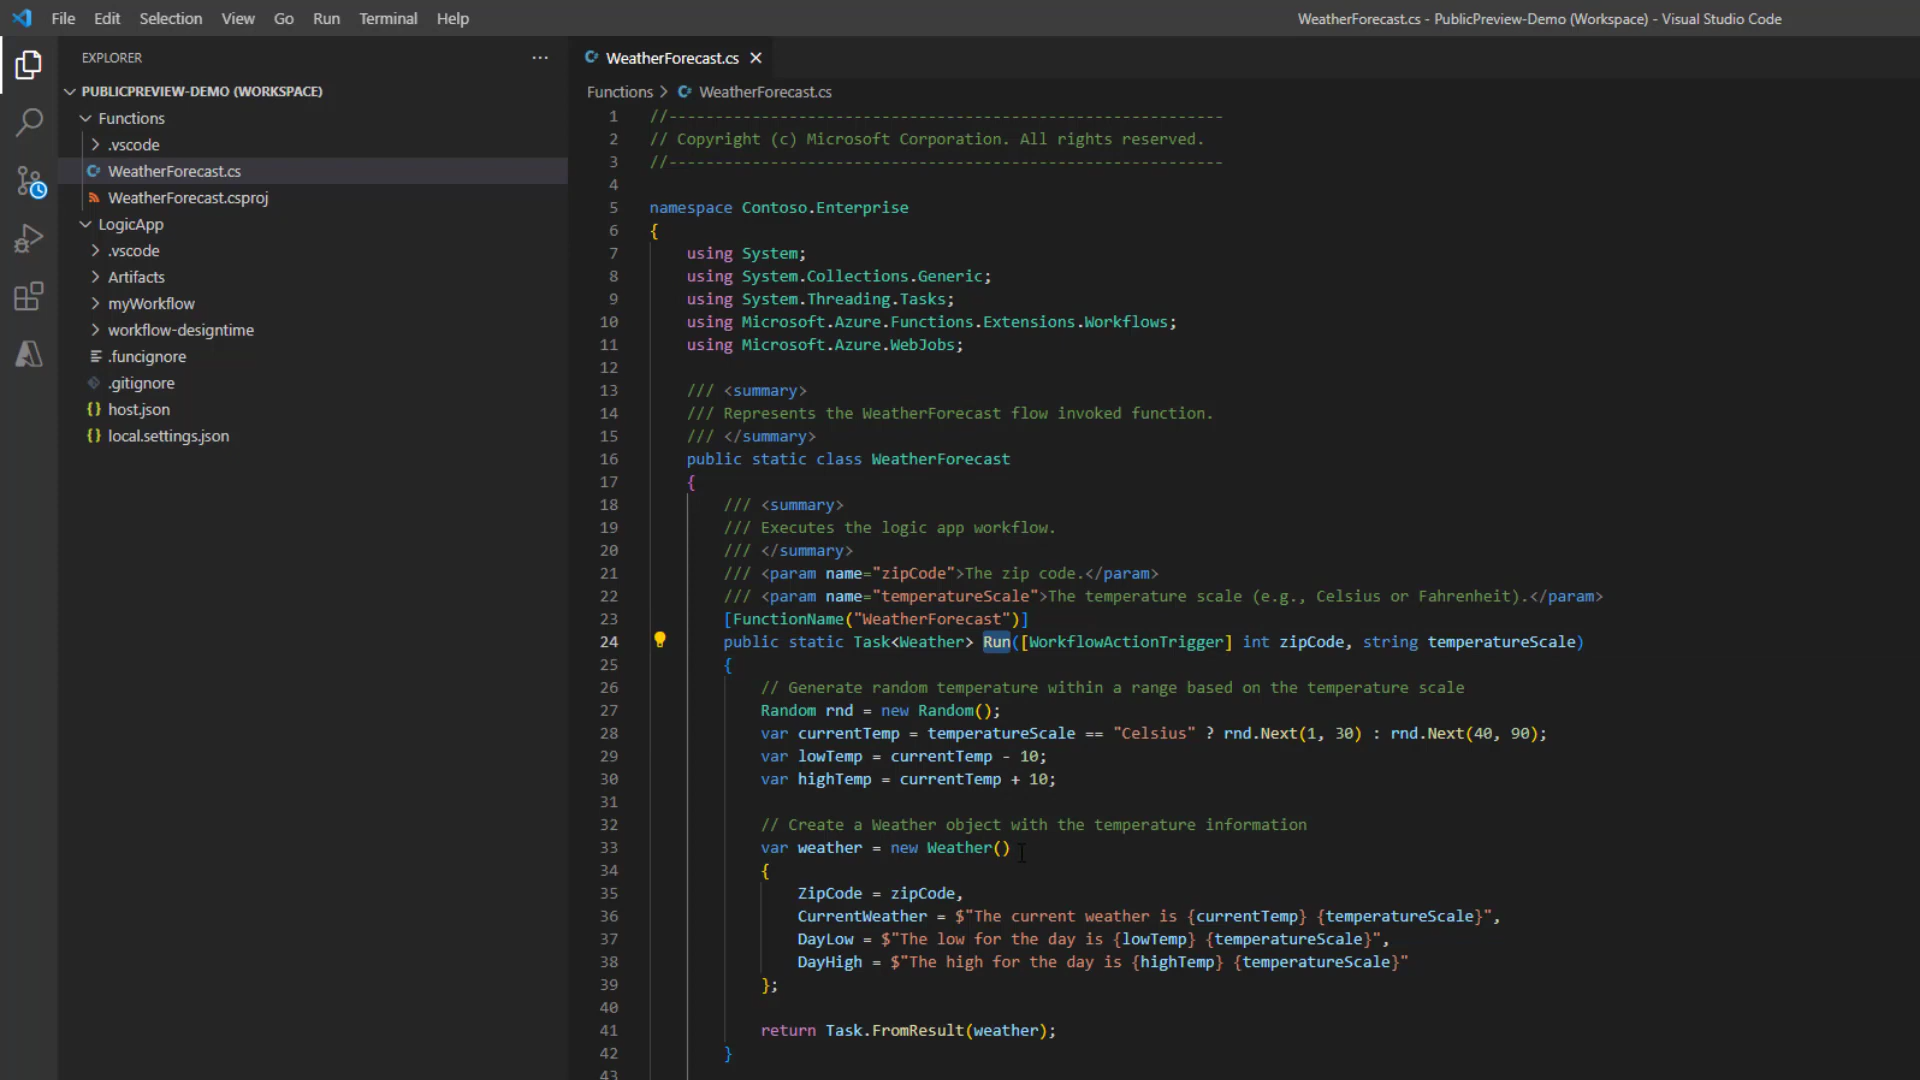 File Edit Selection View Go Run Terminal Help
WeatherForecast.cs - PublicPreview-Demo (Workspace) - Visual Studio Code
EXPLORER
PUBLICPREVIEW-DEMO (WORKSPACE)
Functions
.vscode
WeatherForecast.cs
WeatherForecast.csproj
LogicApp
.vscode
Artifacts
myWorkflow
workflow-designtime
.funcignore
.gitignore
host.json
local.settings.json
WeatherForecast.cs
Functions > WeatherForecast.cs
1 //------------------------------------------------------------
2 // Copyright (c) Microsoft Corporation. All rights reserved.
3 //------------------------------------------------------------
4
5 namespace Contoso.Enterprise
6 {
7 using System;
8 using System.Collections.Generic;
9 using System.Threading.Tasks;
10 using Microsoft.Azure.Functions.Extensions.Workflows;
11 using Microsoft.Azure.WebJobs;
12
13 /// <summary>
14 /// Represents the WeatherForecast flow invoked function.
15 /// </summary>
16 public static class WeatherForecast
17 {
18 /// <summary>
19 /// Executes the logic app workflow.
20 /// </summary>
21 /// <param name="zipCode">The zip code.</param>
22 /// <param name="temperatureScale">The temperature scale (e.g., Celsius or Fahrenheit).</param>
23 [FunctionName("WeatherForecast")]
24 public static Task<Weather> Run([WorkflowActionTrigger] int zipCode, string temperatureScale)
25 {
26 // Generate random temperature within a range based on the temperature scale
27 Random rnd = new Random();
28 var currentTemp = temperatureScale == "Celsius" ? rnd.Next(1, 30) : rnd.Next(40, 90);
29 var lowTemp = currentTemp - 10;
30 var highTemp = currentTemp + 10;
31
32 // Create a Weather object with the temperature information
33 var weather = new Weather()
34 {
35 ZipCode = zipCode,
36 CurrentWeather = $"The current weather is {currentTemp} {temperatureScale}",
37 DayLow = $"The low for the day is {lowTemp} {temperatureScale}",
38 DayHigh = $"The high for the day is {highTemp} {temperatureScale}"
39 };
40
41 return Task.FromResult(weather);
42 }
43